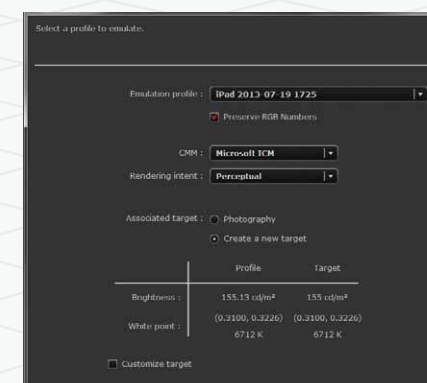 Select a profile to emulate.
Emulation profile : iPad 2013-07-19 1725
Preserve RGB Numbers
CMM : Microsoft ICM
Rendering intent : Perceptual
Associated target : Photography
Create a new target
Profile Target
Brightness : 155.13 cd/m² 155 cd/m²
White point : (0.3100, 0.3226) (0.3100, 0.3226)
6712 K 6712 K
Customize target